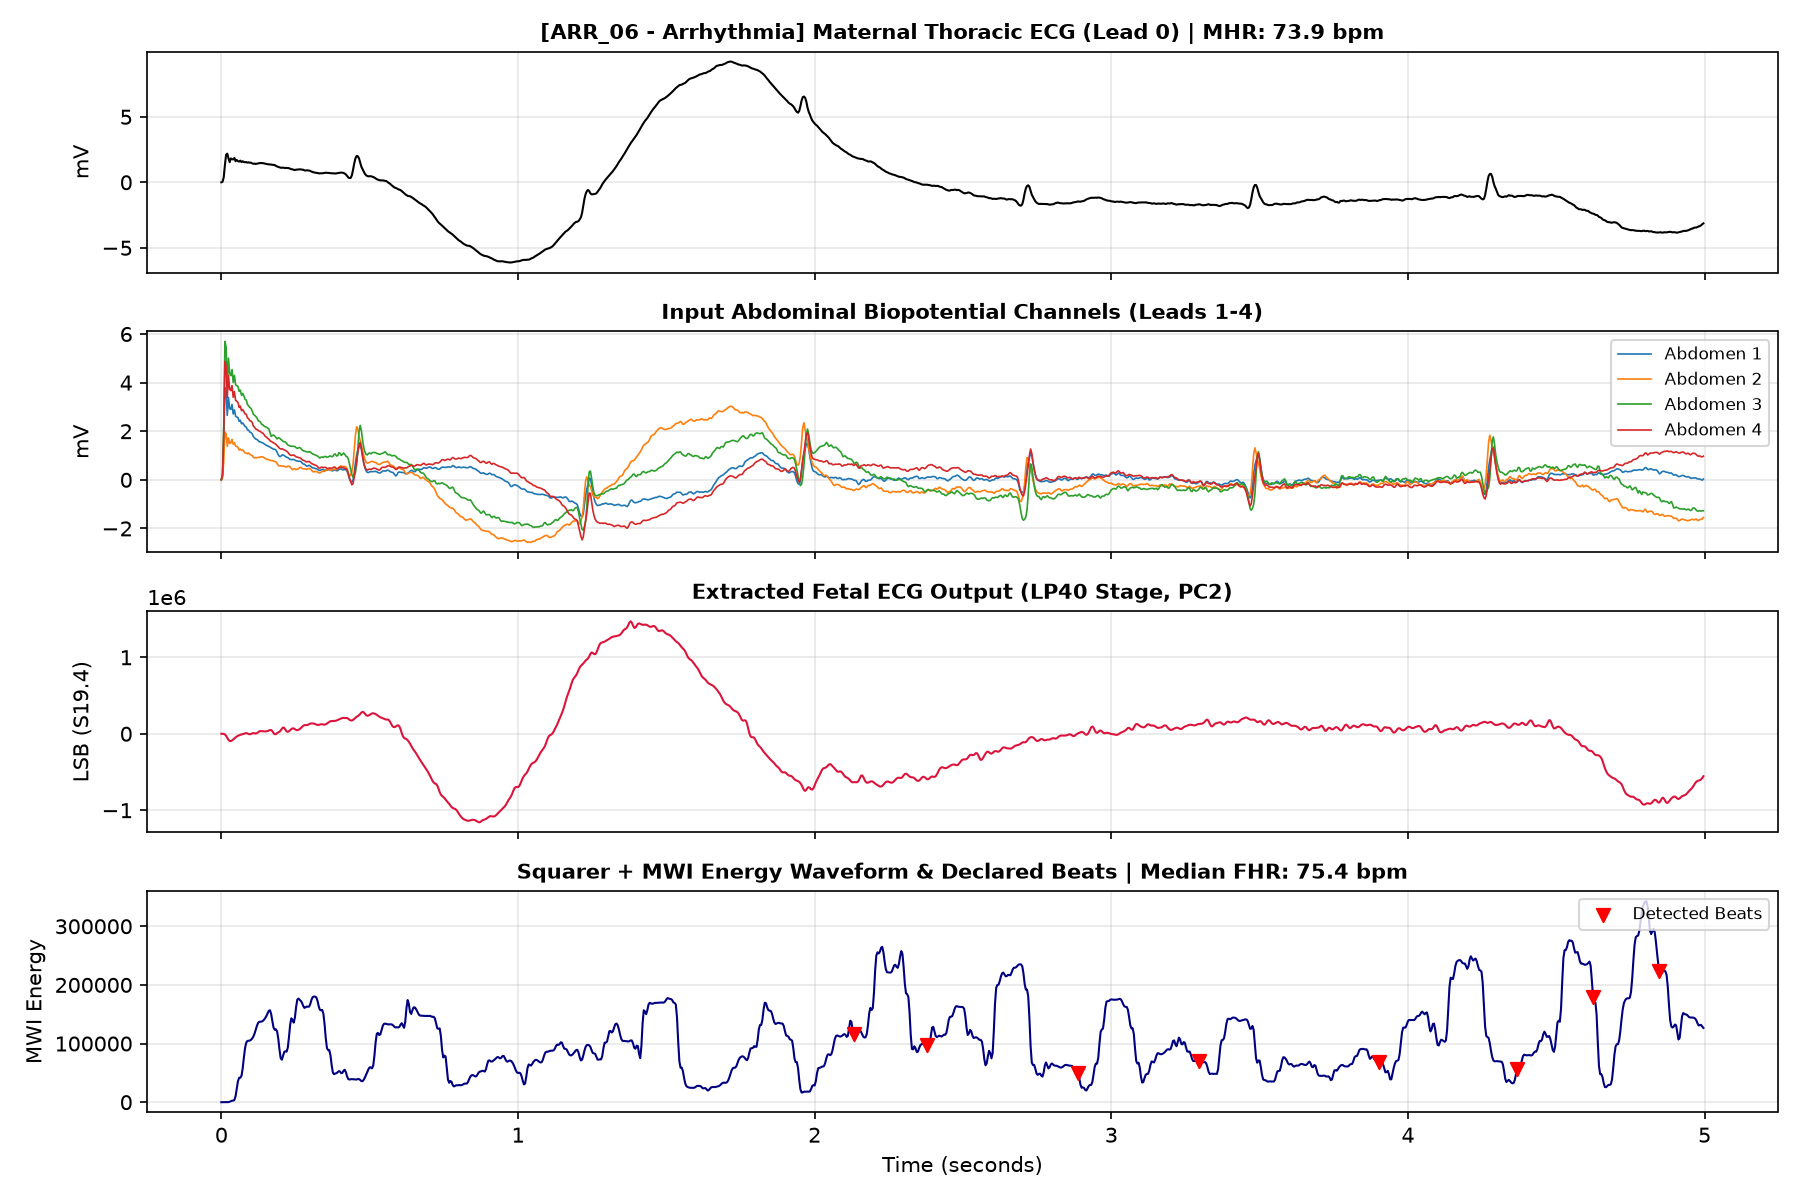 [ARR_06 - Arrhythmia] Maternal Thoracic ECG (Lead 0) | MHR: 73.9 bpm
mV
5
0
−5
Input Abdominal Biopotential Channels (Leads 1-4)
mV
6
4
2
0
−2
Abdomen 1
Abdomen 2
Abdomen 3
Abdomen 4
Extracted Fetal ECG Output (LP40 Stage, PC2)
1e6
LSB (S19.4)
1
0
−1
Squarer + MWI Energy Waveform & Declared Beats | Median FHR: 75.4 bpm
MWI Energy
300000
200000
100000
0
Detected Beats
0 1 2 3 4 5
Time (seconds)